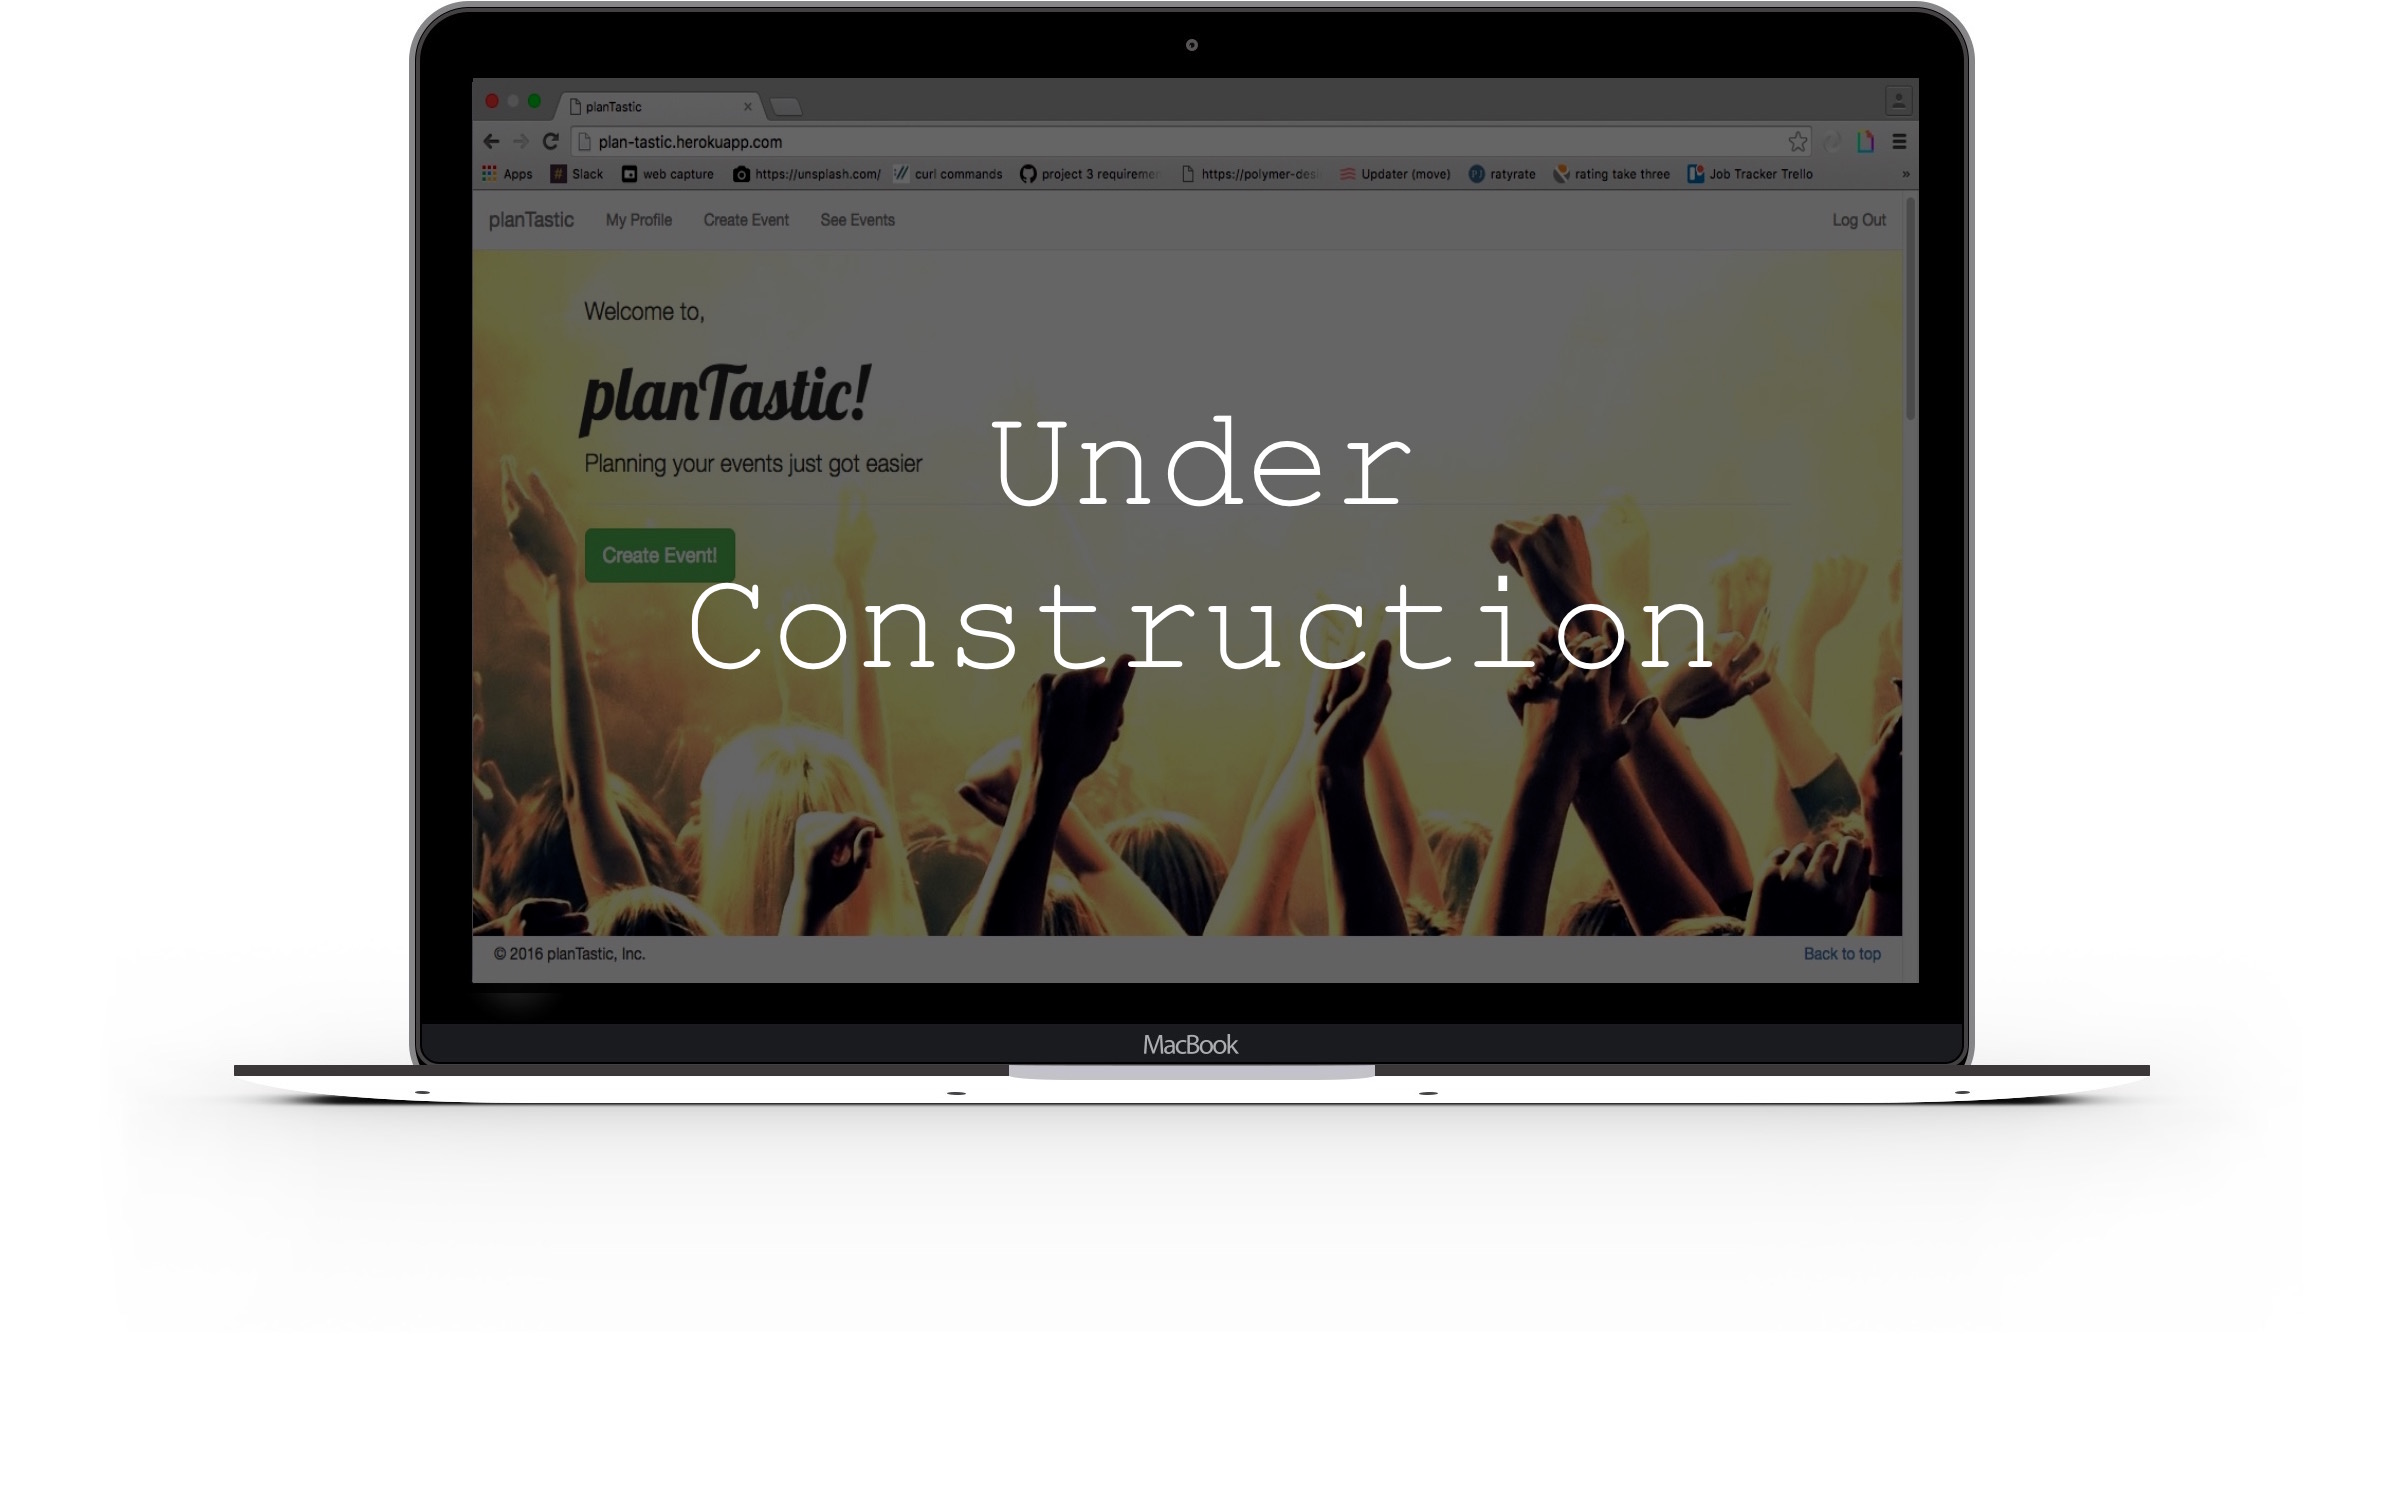 planTastic
plan-tastic.herokuapp.com
Apps Slack web capture https://unsplash.com/ curl commands project 3 requiremen https://polymer-desi Updater (move) ratyrate rating take three Job Tracker Trello »
planTastic My Profile Create Event See Events Log Out
Welcome to,
planTastic!
Planning your events just got easier
Under
Create Event!
Construction
© 2016 planTastic, Inc. Back to top
MacBook